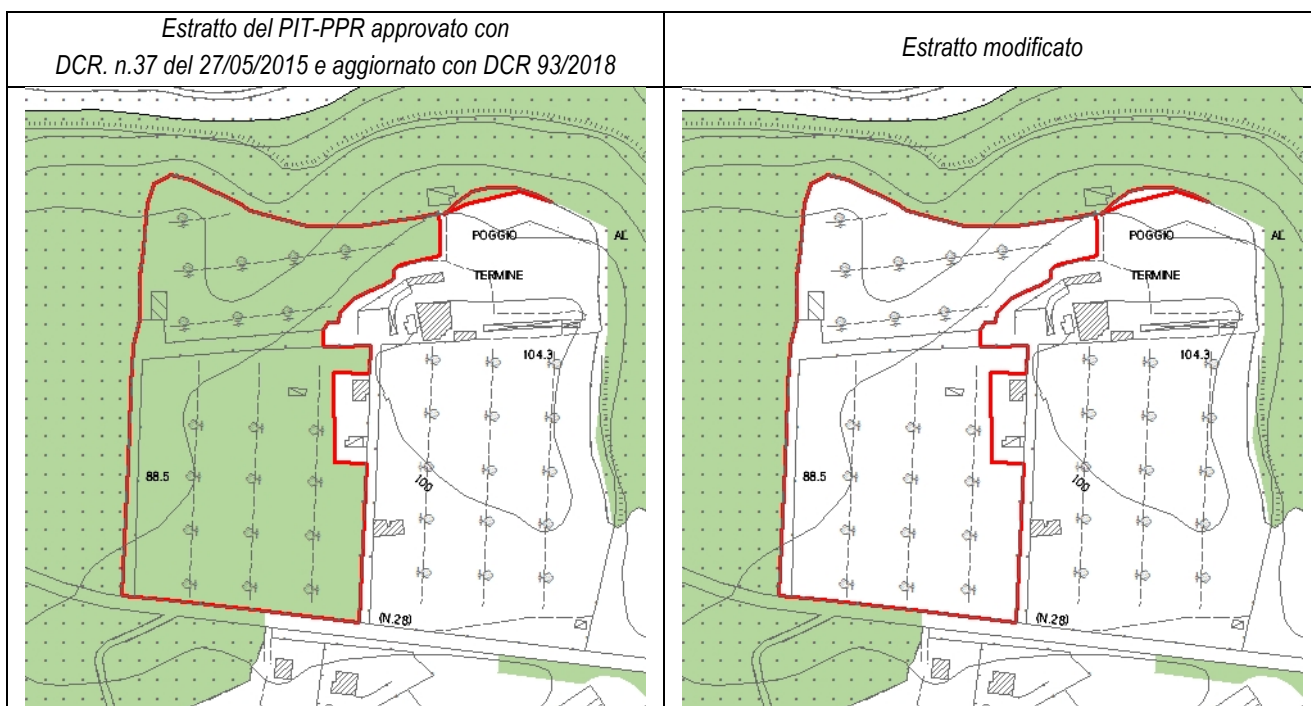 Estratto del PIT-PPR approvato con
DCR. n.37 del 27/05/2015 e aggiornato con DCR 93/2018
Estratto modificato
POGGIO AL
TERMINE
104.3
88.5
100
(N.28)
POGGIO AL
TERMINE
104.3
88.5
100
(N.28)